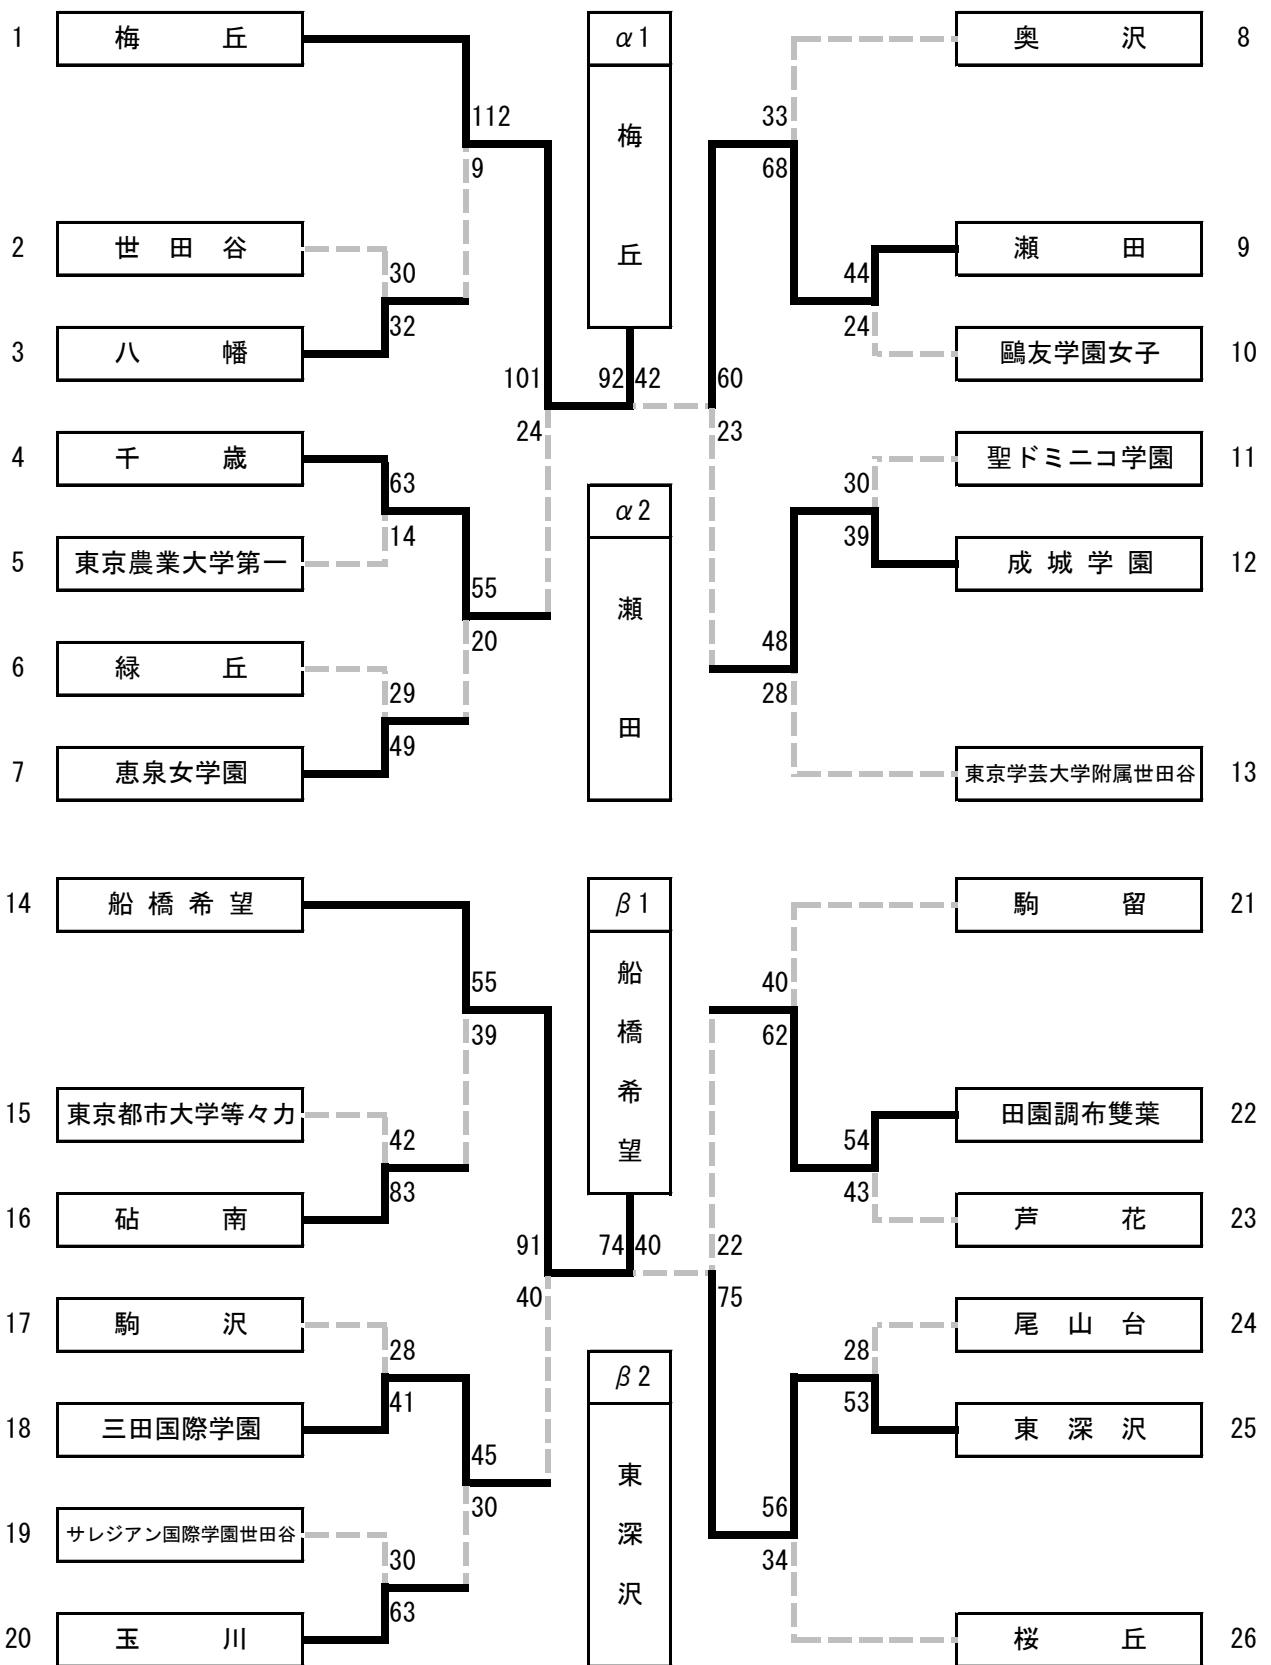 1 梅丘
2 世田谷
3 八幡
4 千歳
5 東京農業大学第一
6 緑丘
7 恵泉女学園
112
9
30
32
63
14
55
20
29
49
101
24
α1
梅丘
92 42
α2
瀬田
奥沢 8
瀬田 9
鷗友学園女子 10
聖ドミニコ学園 11
成城学園 12
東京学芸大学附属世田谷 13
33
68
44
24
60
23
30
39
48
28
14 船橋希望
15 東京都市大学等々力
16 砧南
17 駒沢
18 三田国際学園
19 サレジアン国際学園世田谷
20 玉川
55
39
42
83
91
40
28
41
45
30
30
63
β1
船橋希望
74 40
β2
東深沢
駒留 21
田園調布雙葉 22
芦花 23
尾山台 24
東深沢 25
桜丘 26
40
62
54
43
22
75
28
53
56
34